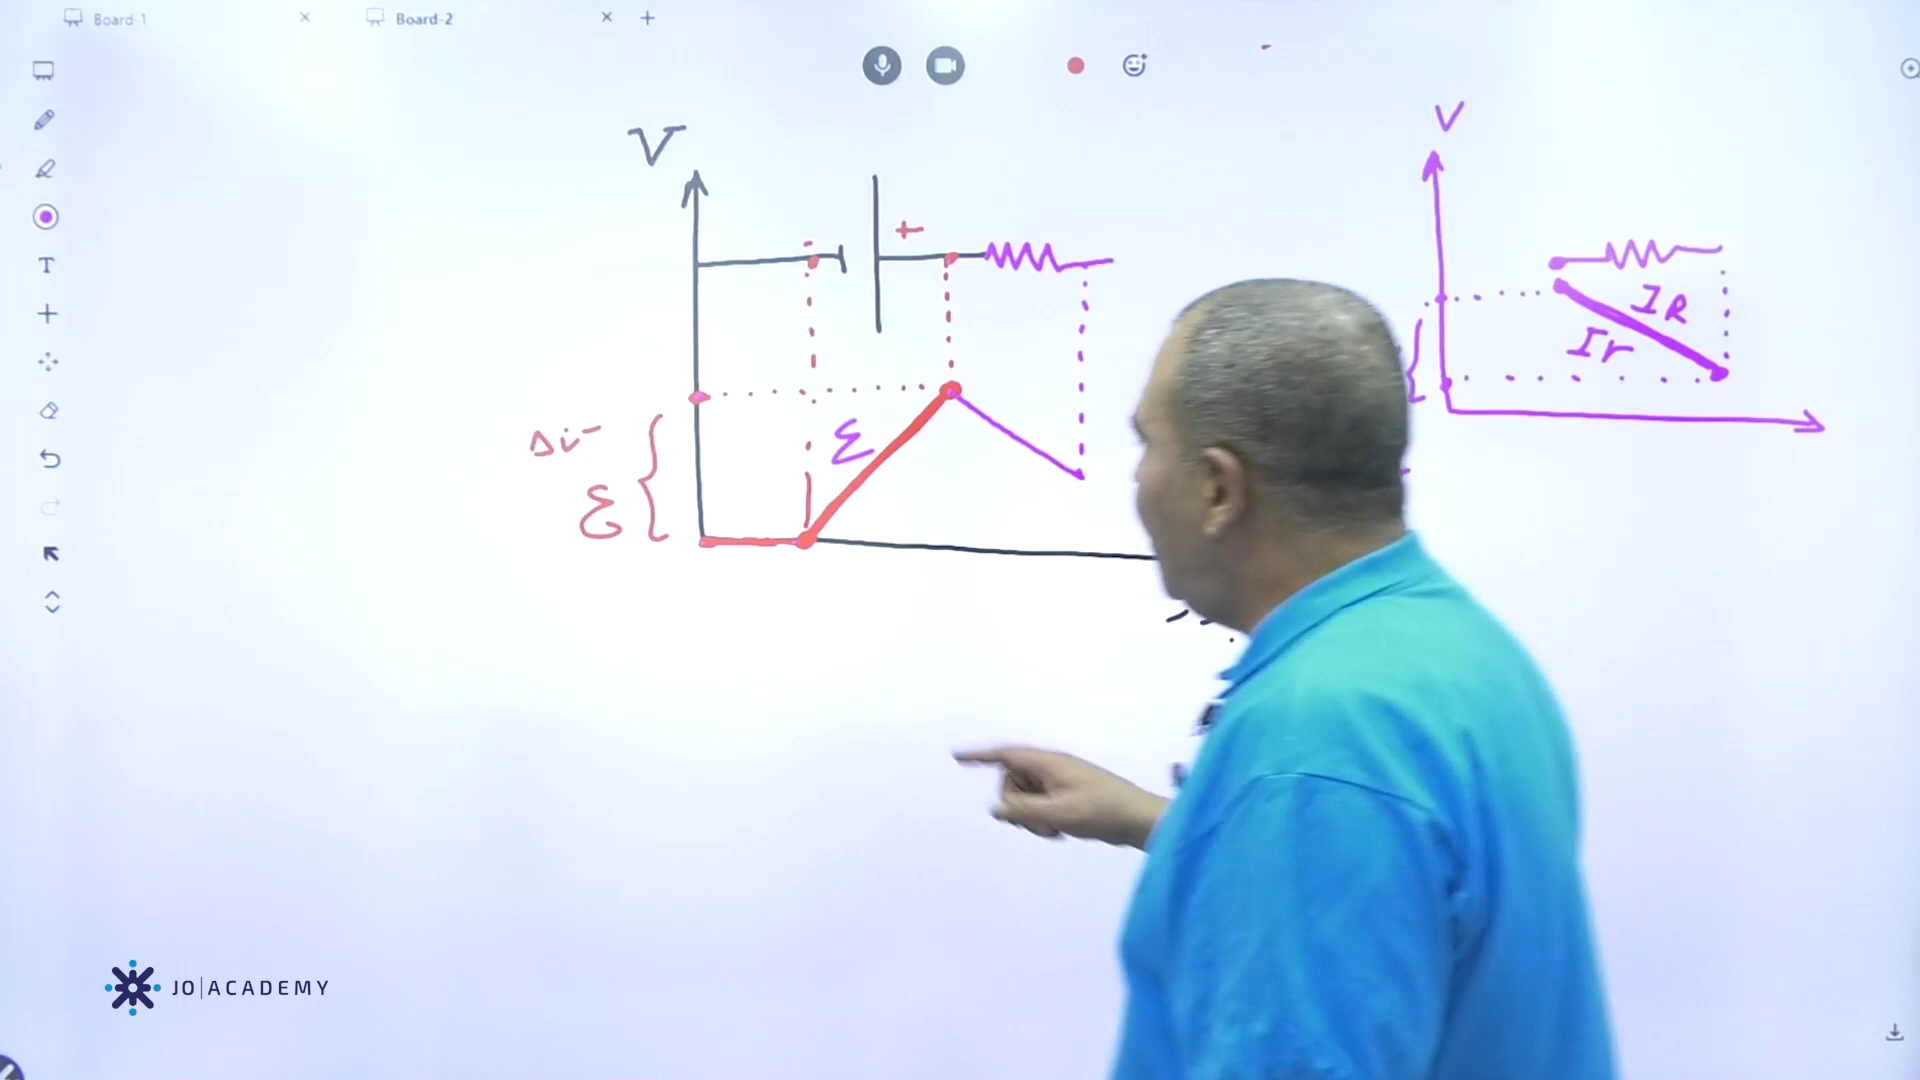 Board-1
Board-2
T
V
+
Δv
ε
ε
V
IR
Ir
JO|ACADEMY